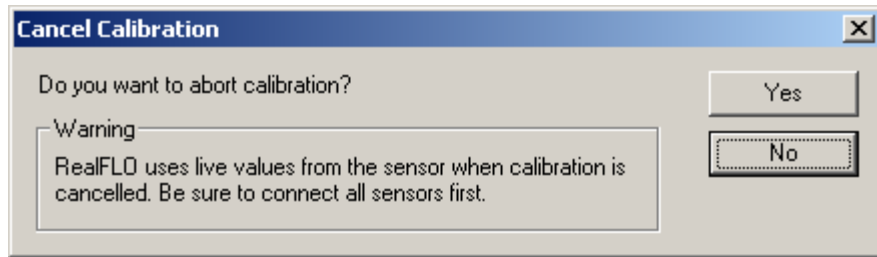 Cancel Calibration
Do you want to abort calibration?
Yes
Warning
No
RealFLO uses live values from the sensor when calibration is
cancelled. Be sure to connect all sensors first.